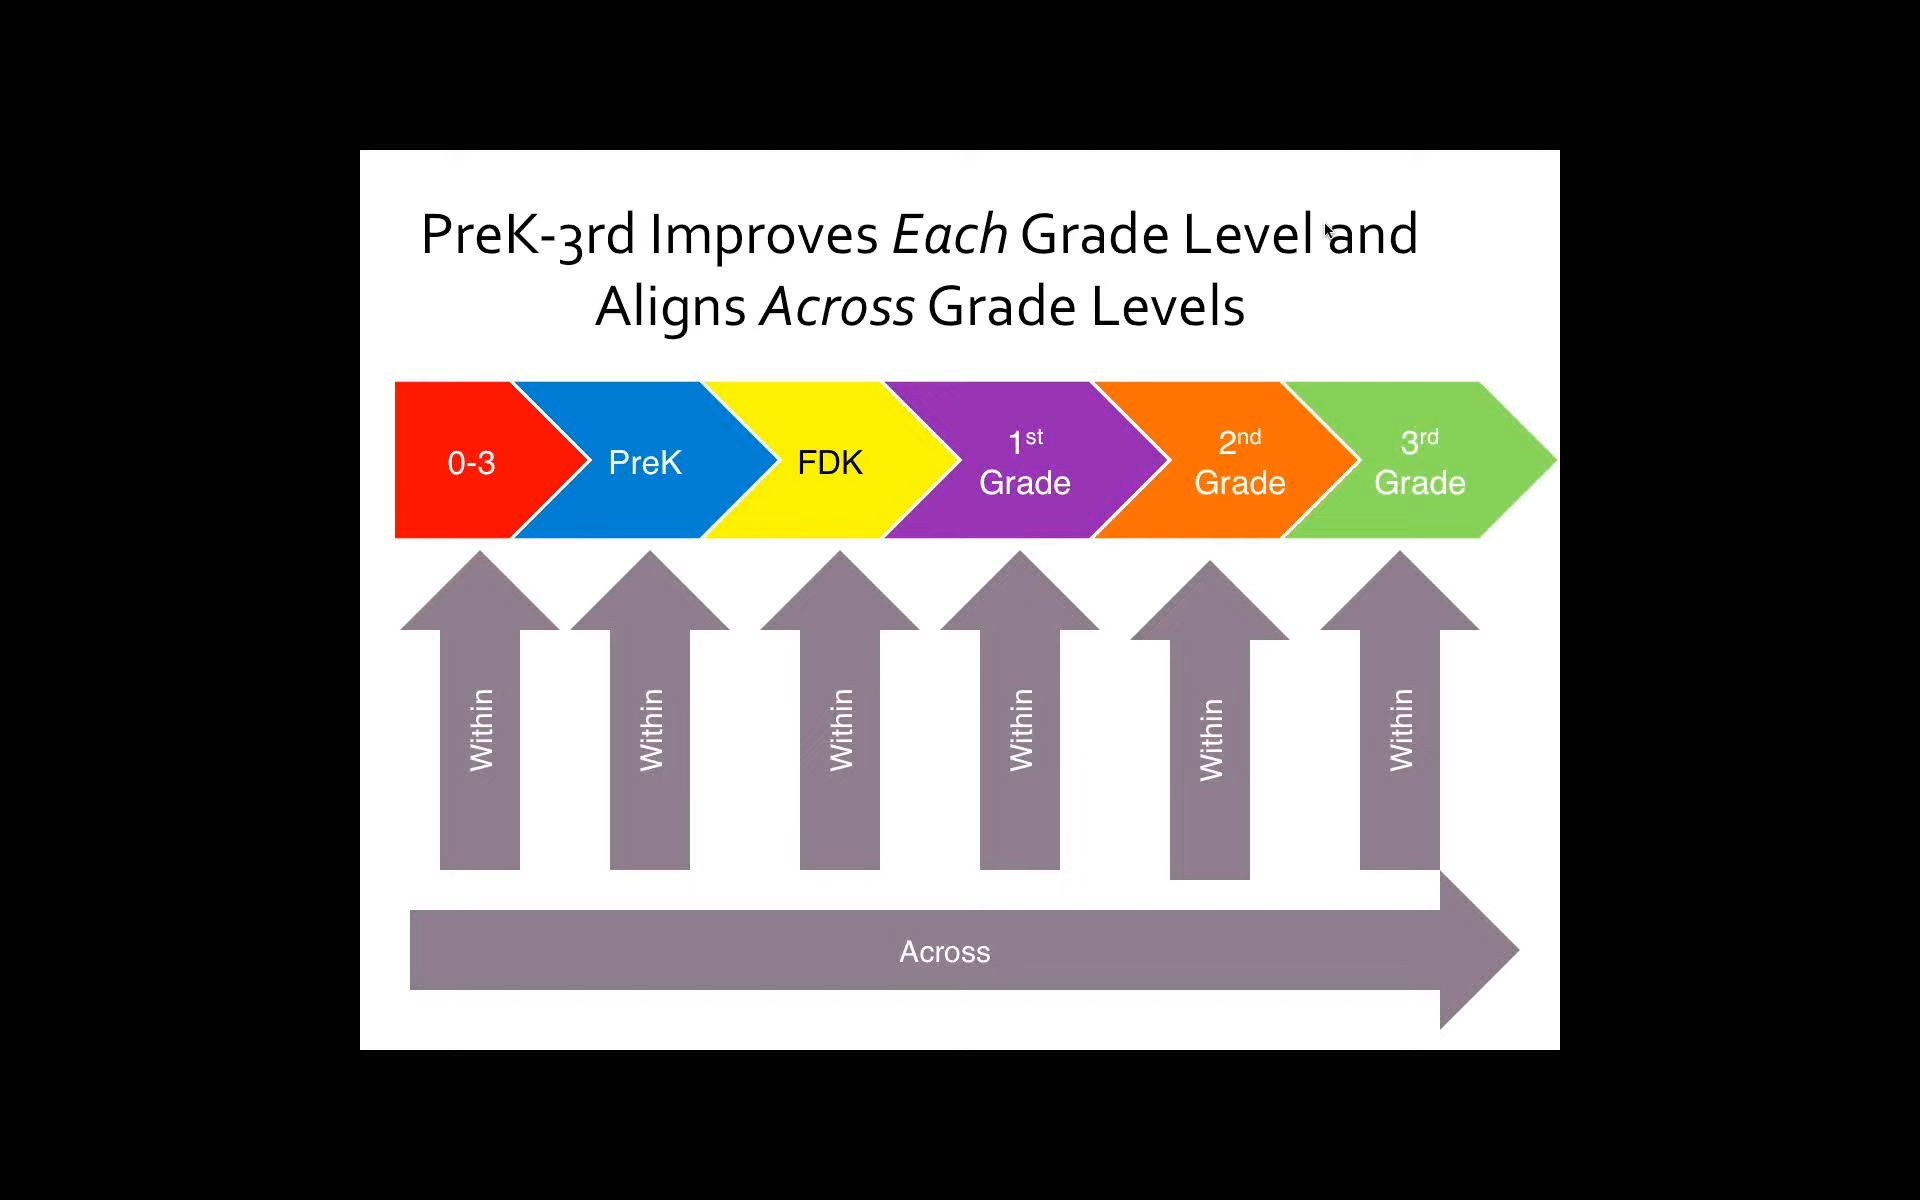 PreK-3rd Improves Each Grade Level and
Aligns Across Grade Levels
0-3
PreK
FDK
1st
Grade
2nd
Grade
3rd
Grade
Within
Within
Within
Within
Within
Within
Across